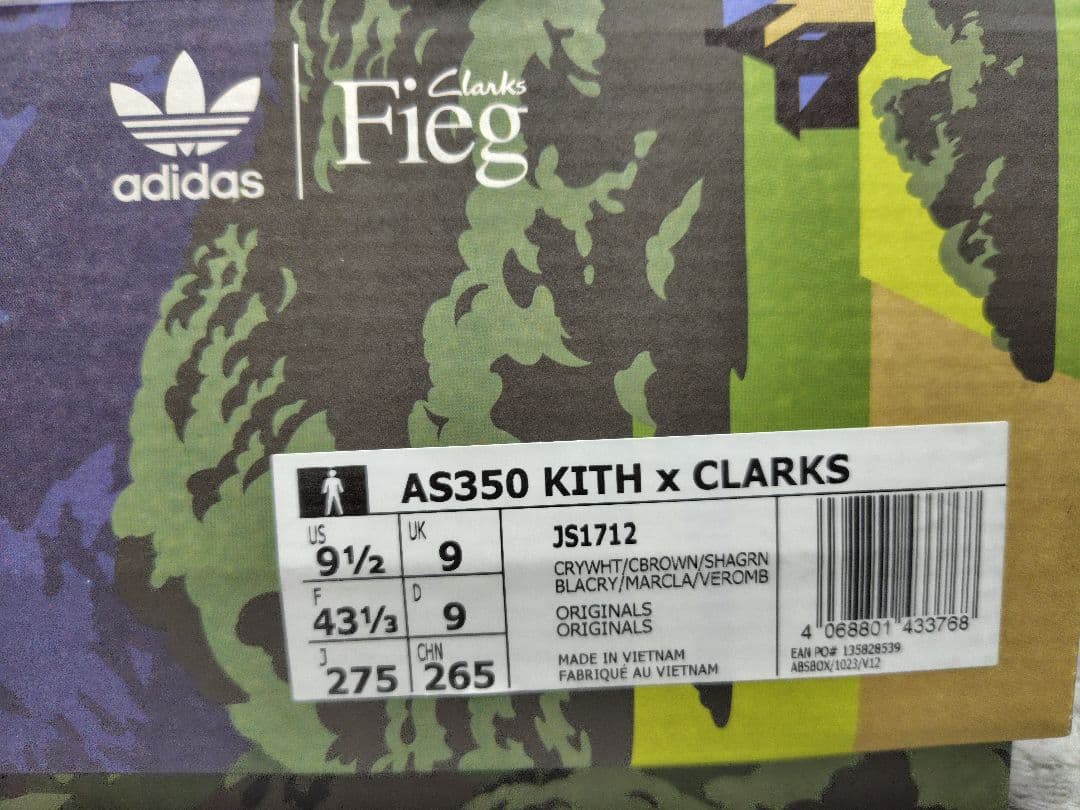 adidas
Clarks
Fieg
AS350 KITH x CLARKS
US
9½
UK
9
F
43⅓
D
9
J
275
CHN
265
JS1712
CRYWHT/CBROWN/SHAGRN
BLACRY/MARCLA/VEROMB
ORIGINALS
ORIGINALS
MADE IN VIETNAM
FABRIQUÉ AU VIETNAM
4 068801 433768
EAN PO# 135828539
ABSBOX/1023/V12